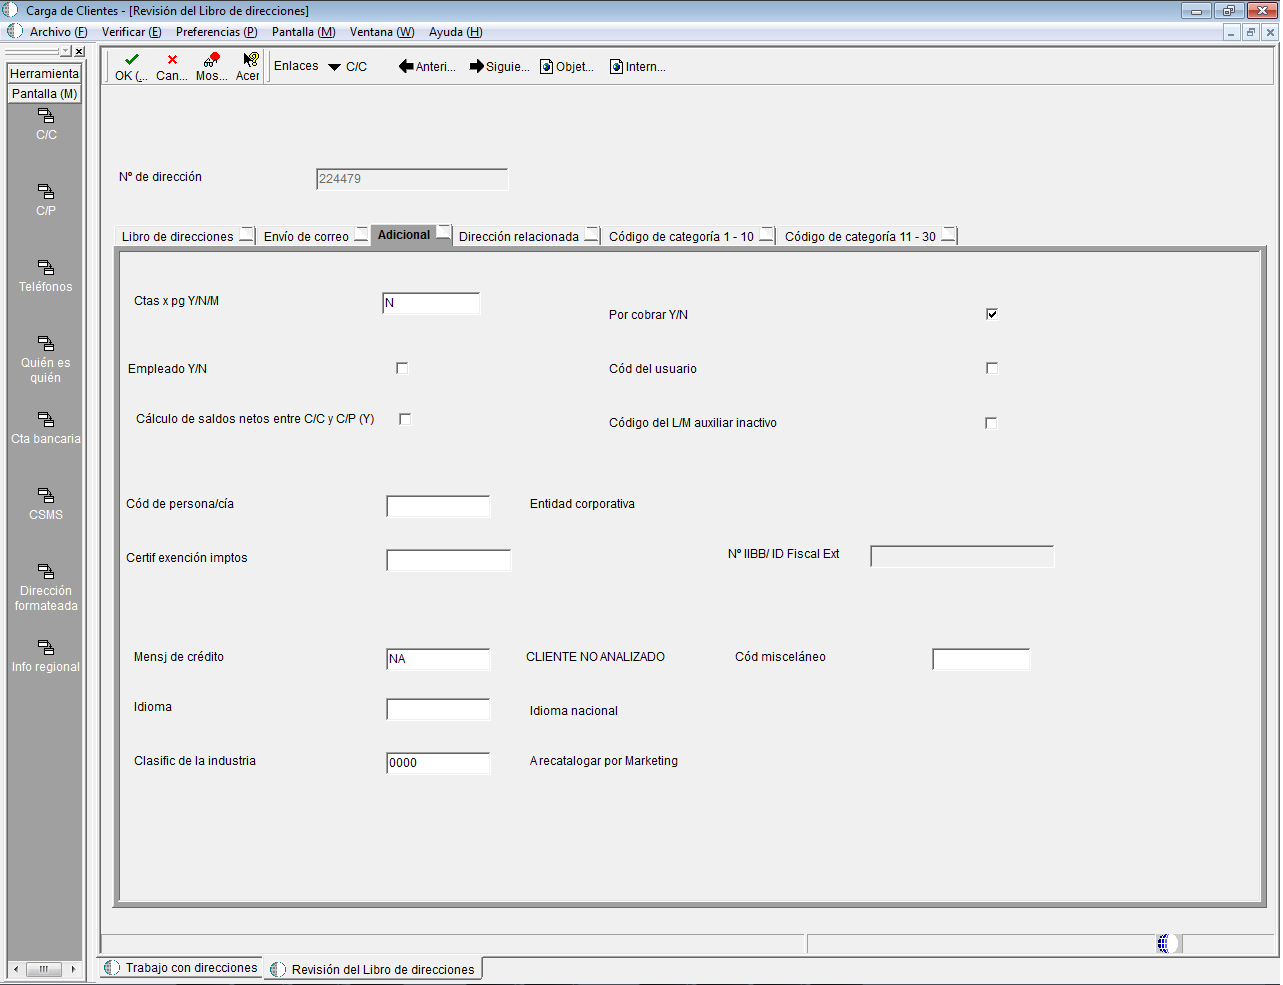 Carga de Clientes - [Revisión del Libro de direcciones]
Archivo (F) Verificar (E) Preferencias (P) Pantalla (M) Ventana (W) Ayuda (H)
Herramienta
Pantalla (M)
C/C
C/P
Teléfonos
Quién es
quién
Cta bancaria
CSMS
Dirección
formateada
Info regional
OK (... Can... Mos... Acer Enlaces C/C Anteri... Siguie... Objet... Intern...
Nº de dirección 224479
Libro de direcciones Envío de correo Adicional Dirección relacionada Código de categoría 1 - 10 Código de categoría 11 - 30
Ctas x pg Y/N/M N
Por cobrar Y/N
Empleado Y/N Cód del usuario
Cálculo de saldos netos entre C/C y C/P (Y) Código del L/M auxiliar inactivo
Cód de persona/cía Entidad corporativa
Certif exención imptos Nº IIBB/ ID Fiscal Ext
Mensj de crédito NA CLIENTE NO ANALIZADO Cód misceláneo
Idioma Idioma nacional
Clasific de la industria 0000 A recatalogar por Marketing
Trabajo con direcciones Revisión del Libro de direcciones